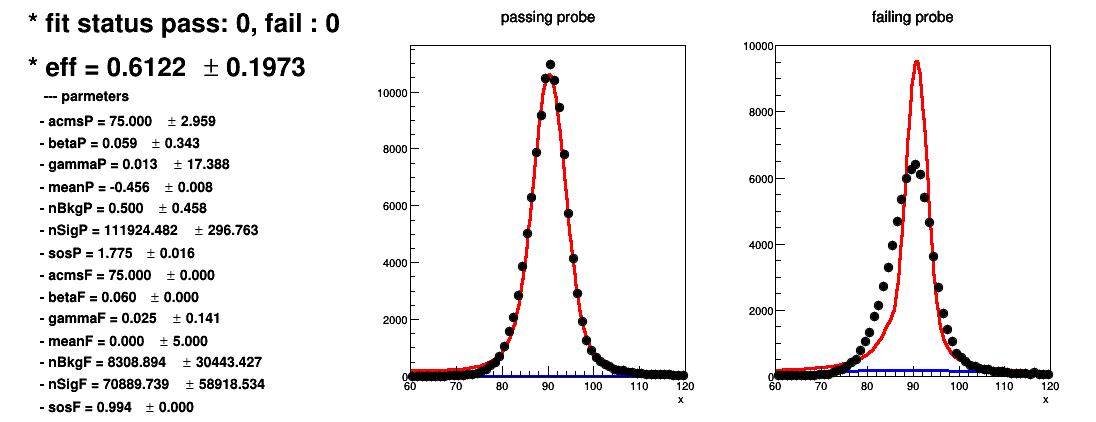 * fit status pass: 0, fail : 0
* eff = 0.6122 ± 0.1973
--- parmeters
- acmsP = 75.000 ± 2.959
- betaP = 0.059 ± 0.343
- gammaP = 0.013 ± 17.388
- meanP = -0.456 ± 0.008
- nBkgP = 0.500 ± 0.458
- nSigP = 111924.482 ± 296.763
- sosP = 1.775 ± 0.016
- acmsF = 75.000 ± 0.000
- betaF = 0.060 ± 0.000
- gammaF = 0.025 ± 0.141
- meanF = 0.000 ± 5.000
- nBkgF = 8308.894 ± 30443.427
- nSigF = 70889.739 ± 58918.534
- sosF = 0.994 ± 0.000
passing probe
10000
8000
6000
4000
2000
0
60 70 80 90 100 110 120
x
failing probe
10000
8000
6000
4000
2000
0
60 70 80 90 100 110 120
x